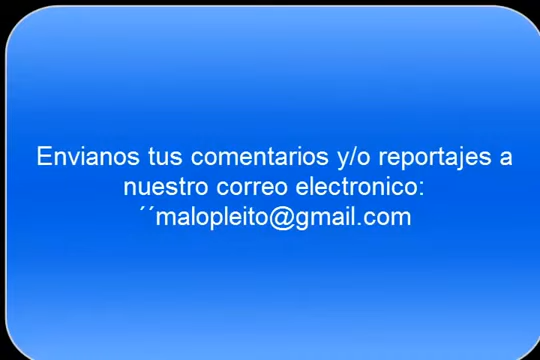 Envianos tus comentarios y/o reportajes a
nuestro correo electronico:
´´malopleito@gmail.com